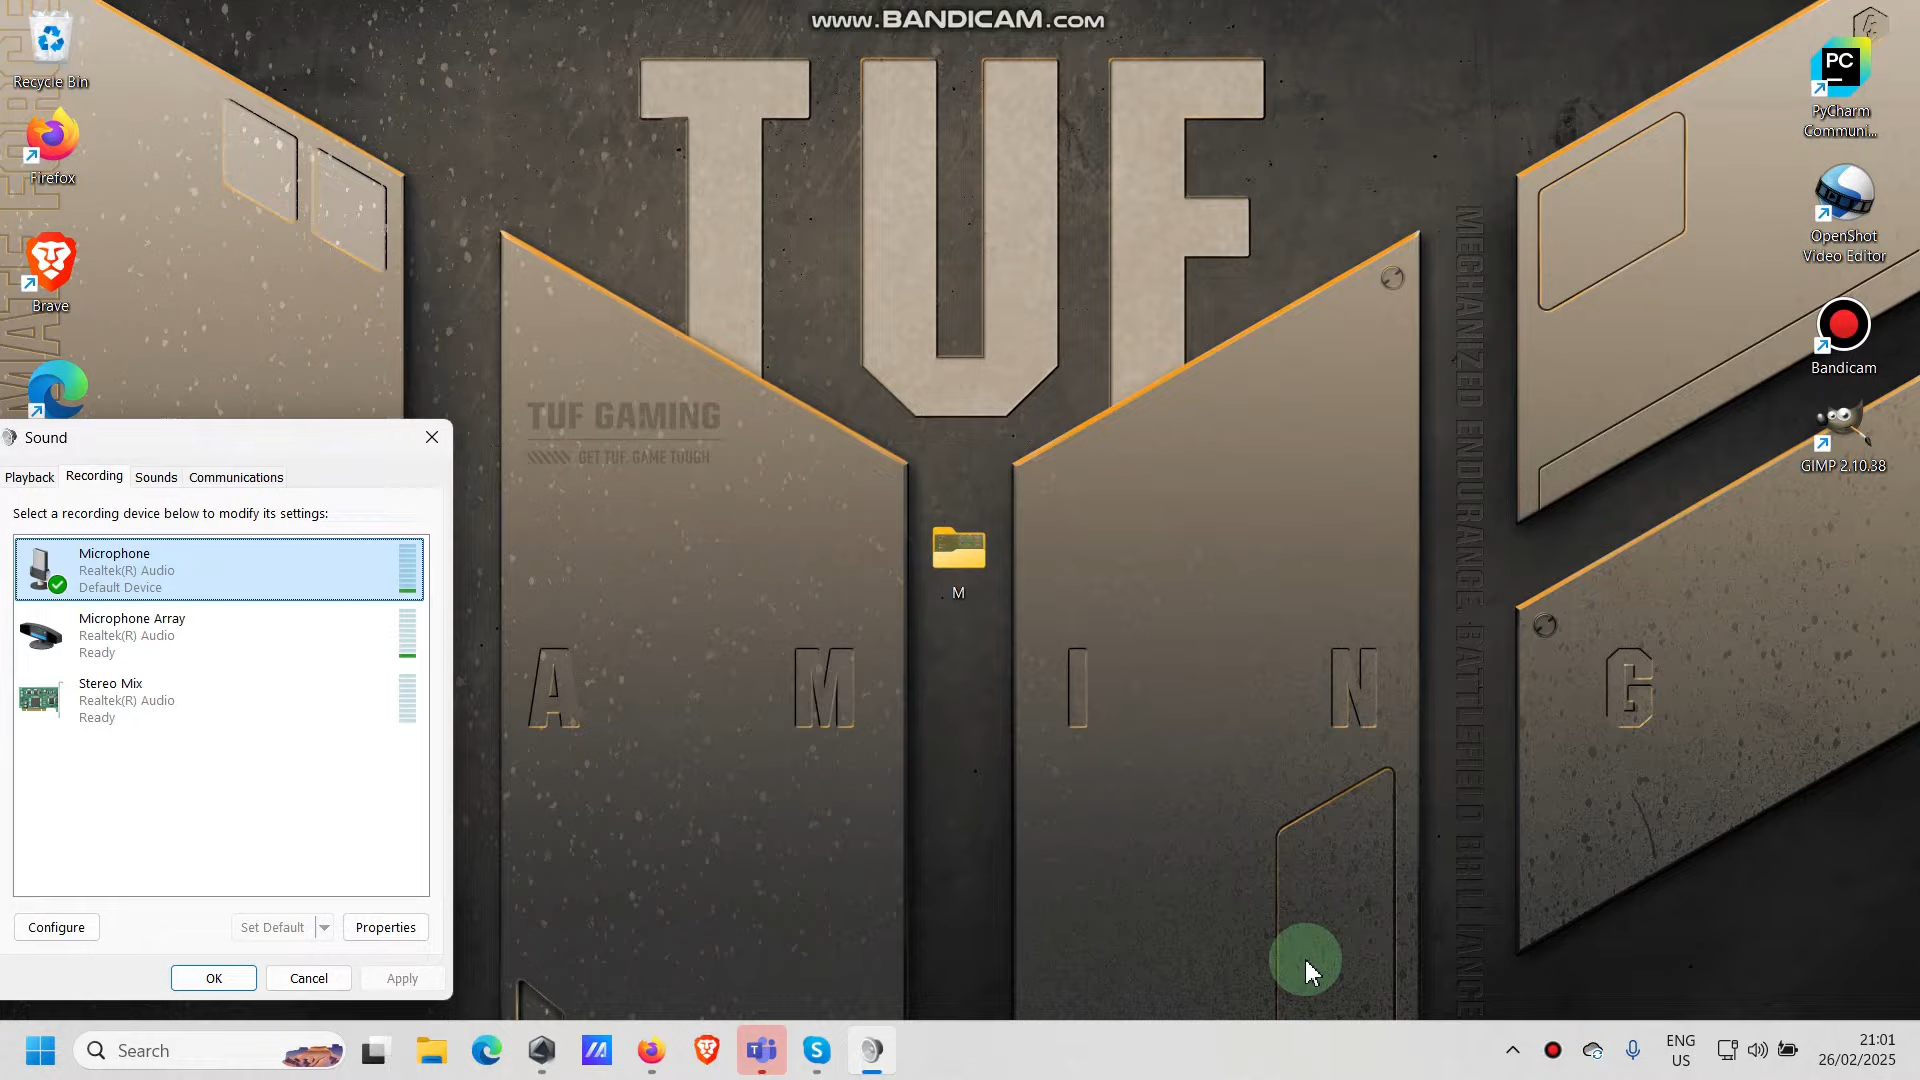 www.BANDICAM.com
Recycle Bin
Firefox
Brave
TUF
TUF GAMING
GET TUF. GAME TOUGH
MECHANIZED ENDURANCE. BATTLEFIELD BRILLIANCE
A M I N G
M
PyCharm
Communi...
OpenShot
Video Editor
Bandicam
GIMP 2.10.38
Sound
Playback
Recording
Sounds
Communications
Select a recording device below to modify its settings:
Microphone
Realtek(R) Audio
Default Device
Microphone Array
Realtek(R) Audio
Ready
Stereo Mix
Realtek(R) Audio
Ready
Configure
Set Default
Properties
OK
Cancel
Apply
Search
ENG
US
21:01
26/02/2025